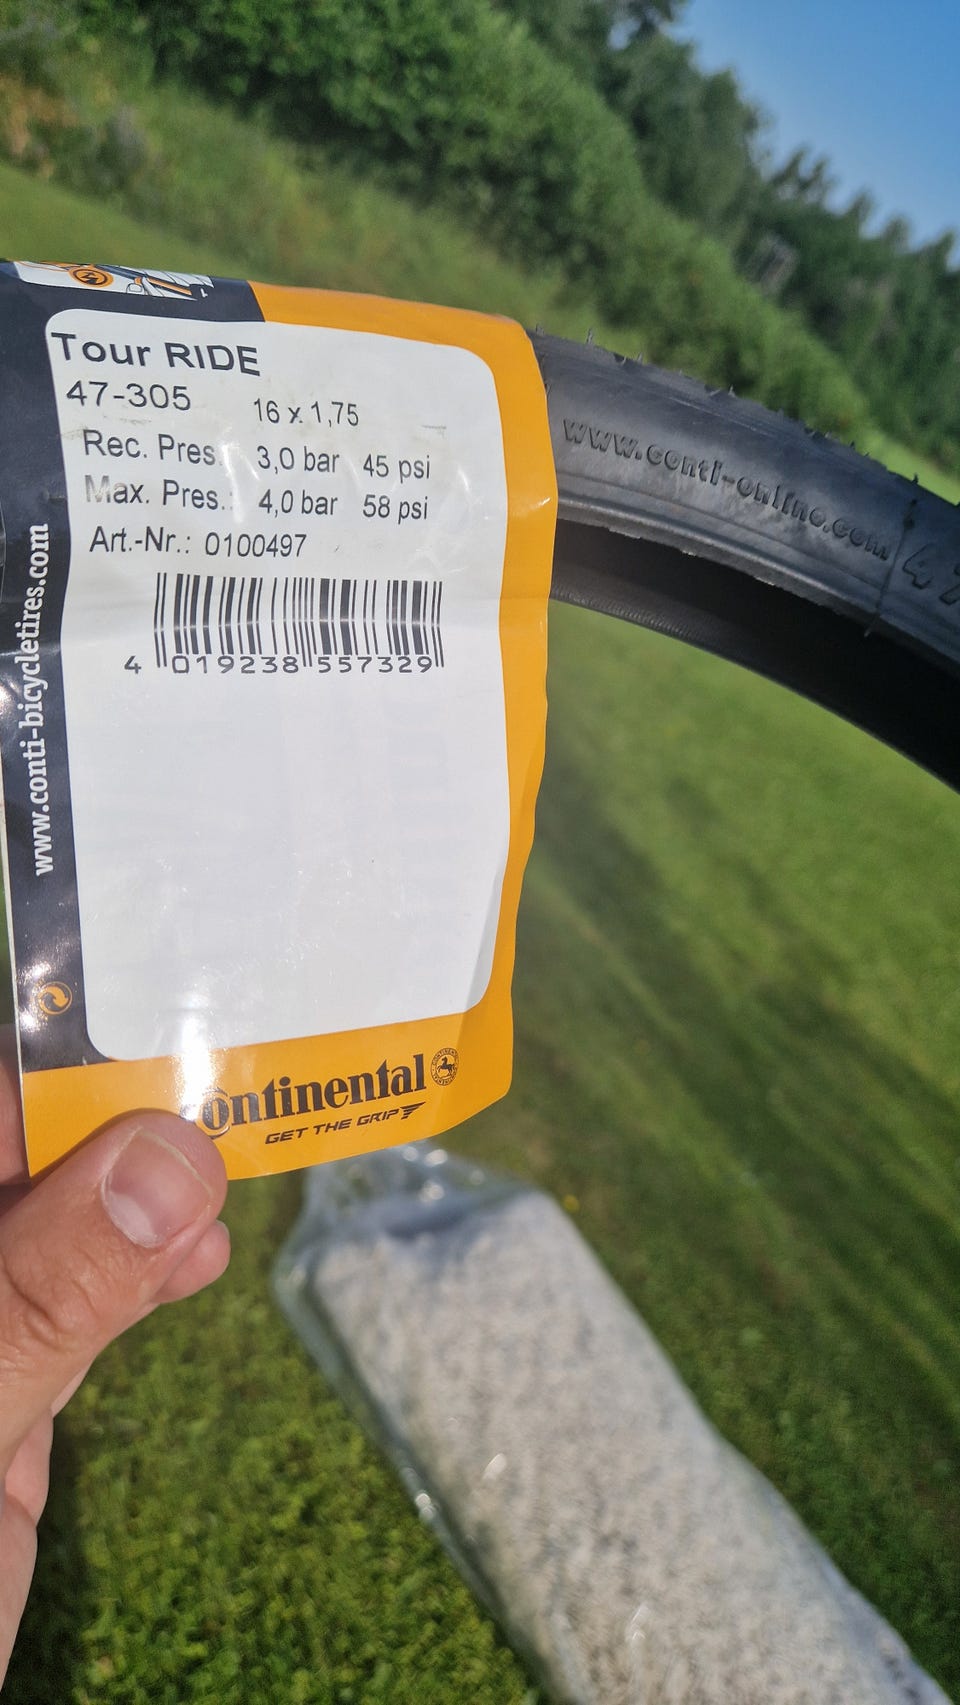 Tour RIDE
47-305 16 x 1,75
Rec. Pres. 3,0 bar 45 psi
Max. Pres.: 4,0 bar 58 psi
Art.-Nr.: 0100497
4 019238 557329
www.conti-bicycletires.com
Continental
GET THE GRIP
www.conti-online.com 47